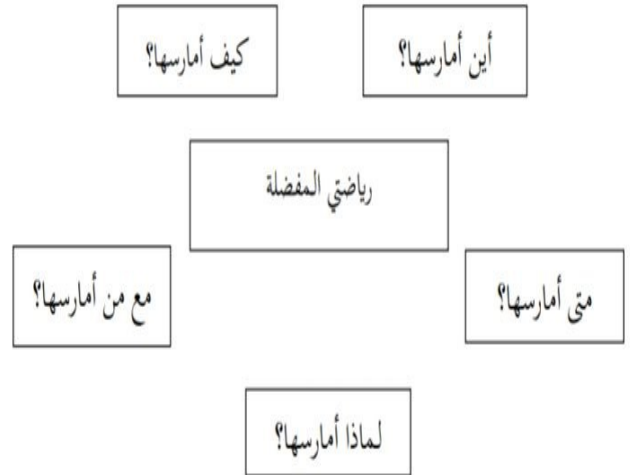 أين أمارسها؟
كيف أمارسها؟
رياضتي المفضلة
متى أمارسها؟
مع من أمارسها؟
لماذا أمارسها؟